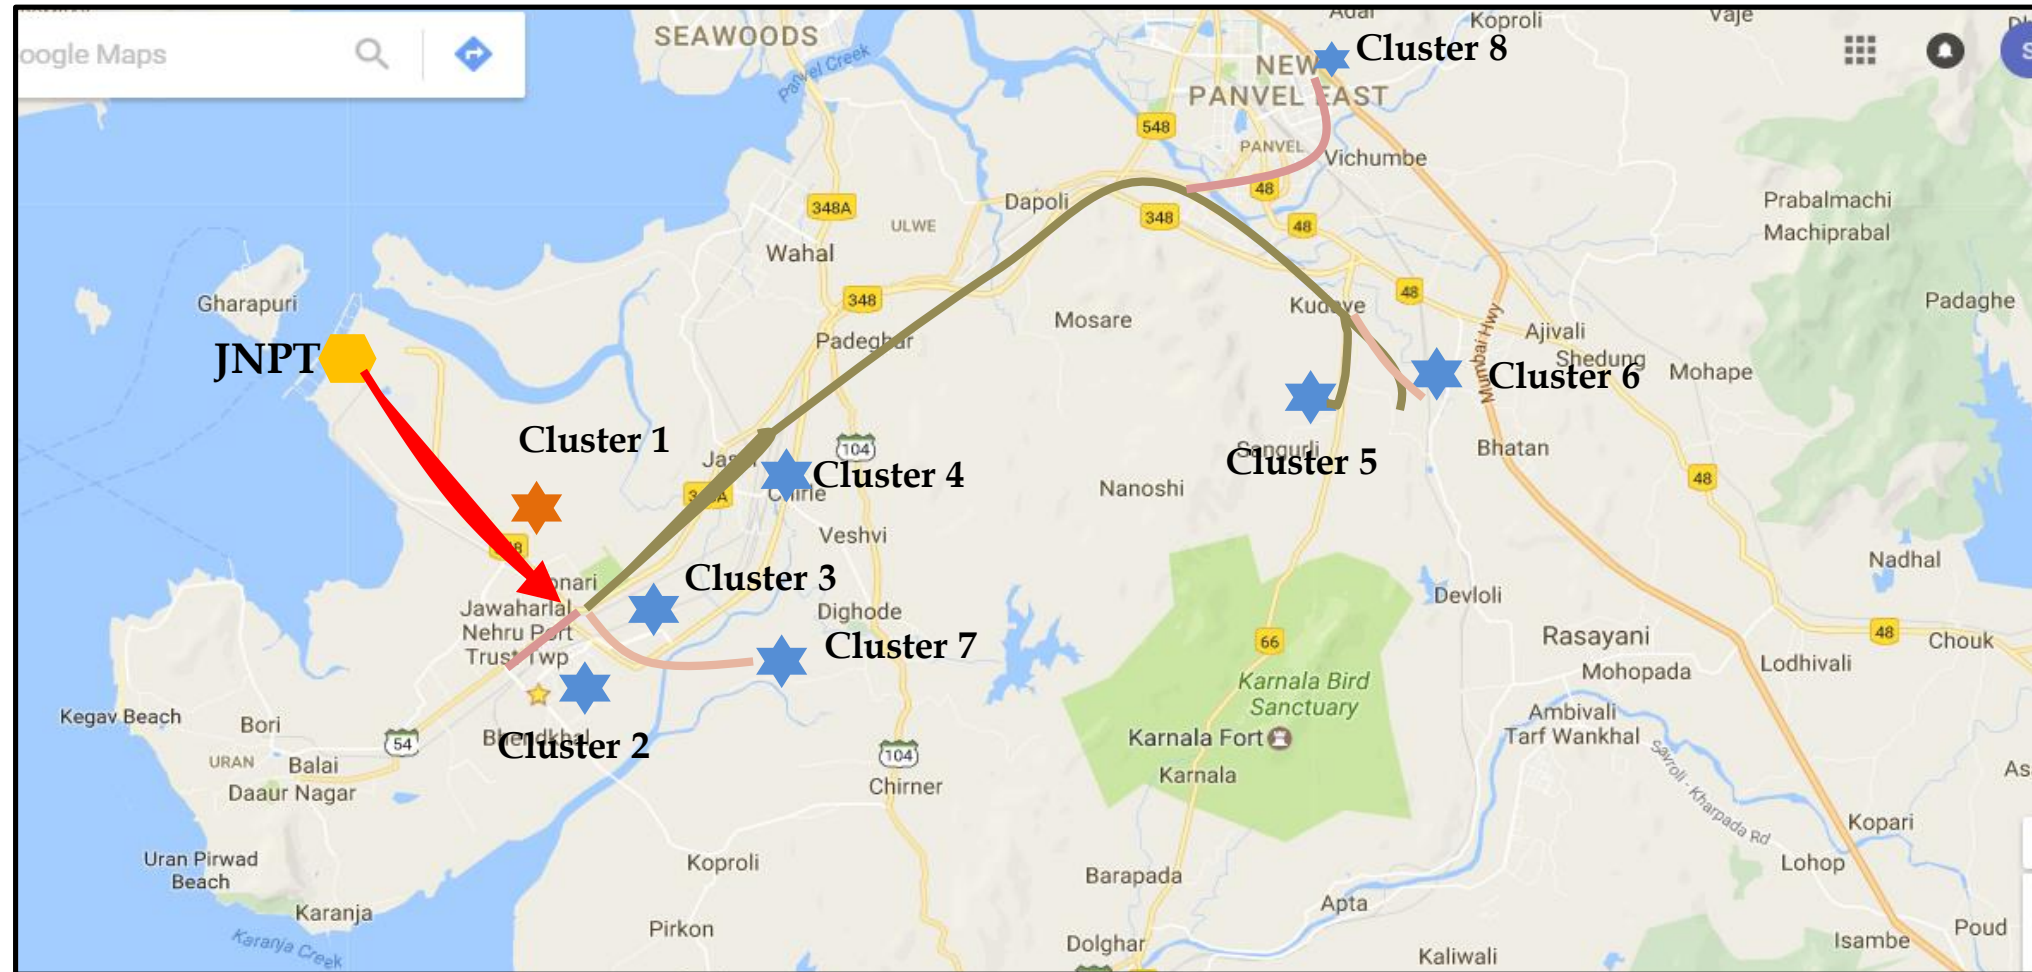 oogle Maps
SEAWOODS
Panvel Creek
Adai
Koproli
Vaje
Cluster 8
NEW
PANVEL EAST
548
PANVEL
Vichumbe
48
Dapoli
348A
ULWE
348
48
Prabalmachi
Machiprabal
Wahal
Gharapuri
348
48
Padaghe
Mosare
Ajivali
Padeghar
Mumbai Hwy
JNPT
Shedung
Mohape
Cluster 6
Cluster 1
104
Bhatan
Cluster 5
Cluster 4
48
Nanoshi
Veshvi
Nadhal
Cluster 3
Jawaharlal
Nehru Port
Trust Twp
Dighode
Devloli
66
Rasayani
48
Chouk
Cluster 7
Mohopada
Lodhivali
Karnala Bird
Sanctuary
Kegav Beach
Bori
54
Cluster 2
Karnala Fort
Ambivali
Tarf Wankhal
URAN
Balai
104
Karnala
Savroli - Kharpada Rd
Daaur Nagar
Chirner
Kopari
Uran Pirwad
Beach
Koproli
Lohop
Barapada
Karanja
Apta
Pirkon
Karanja Creek
Dolghar
Kaliwali
Isambe
Poud